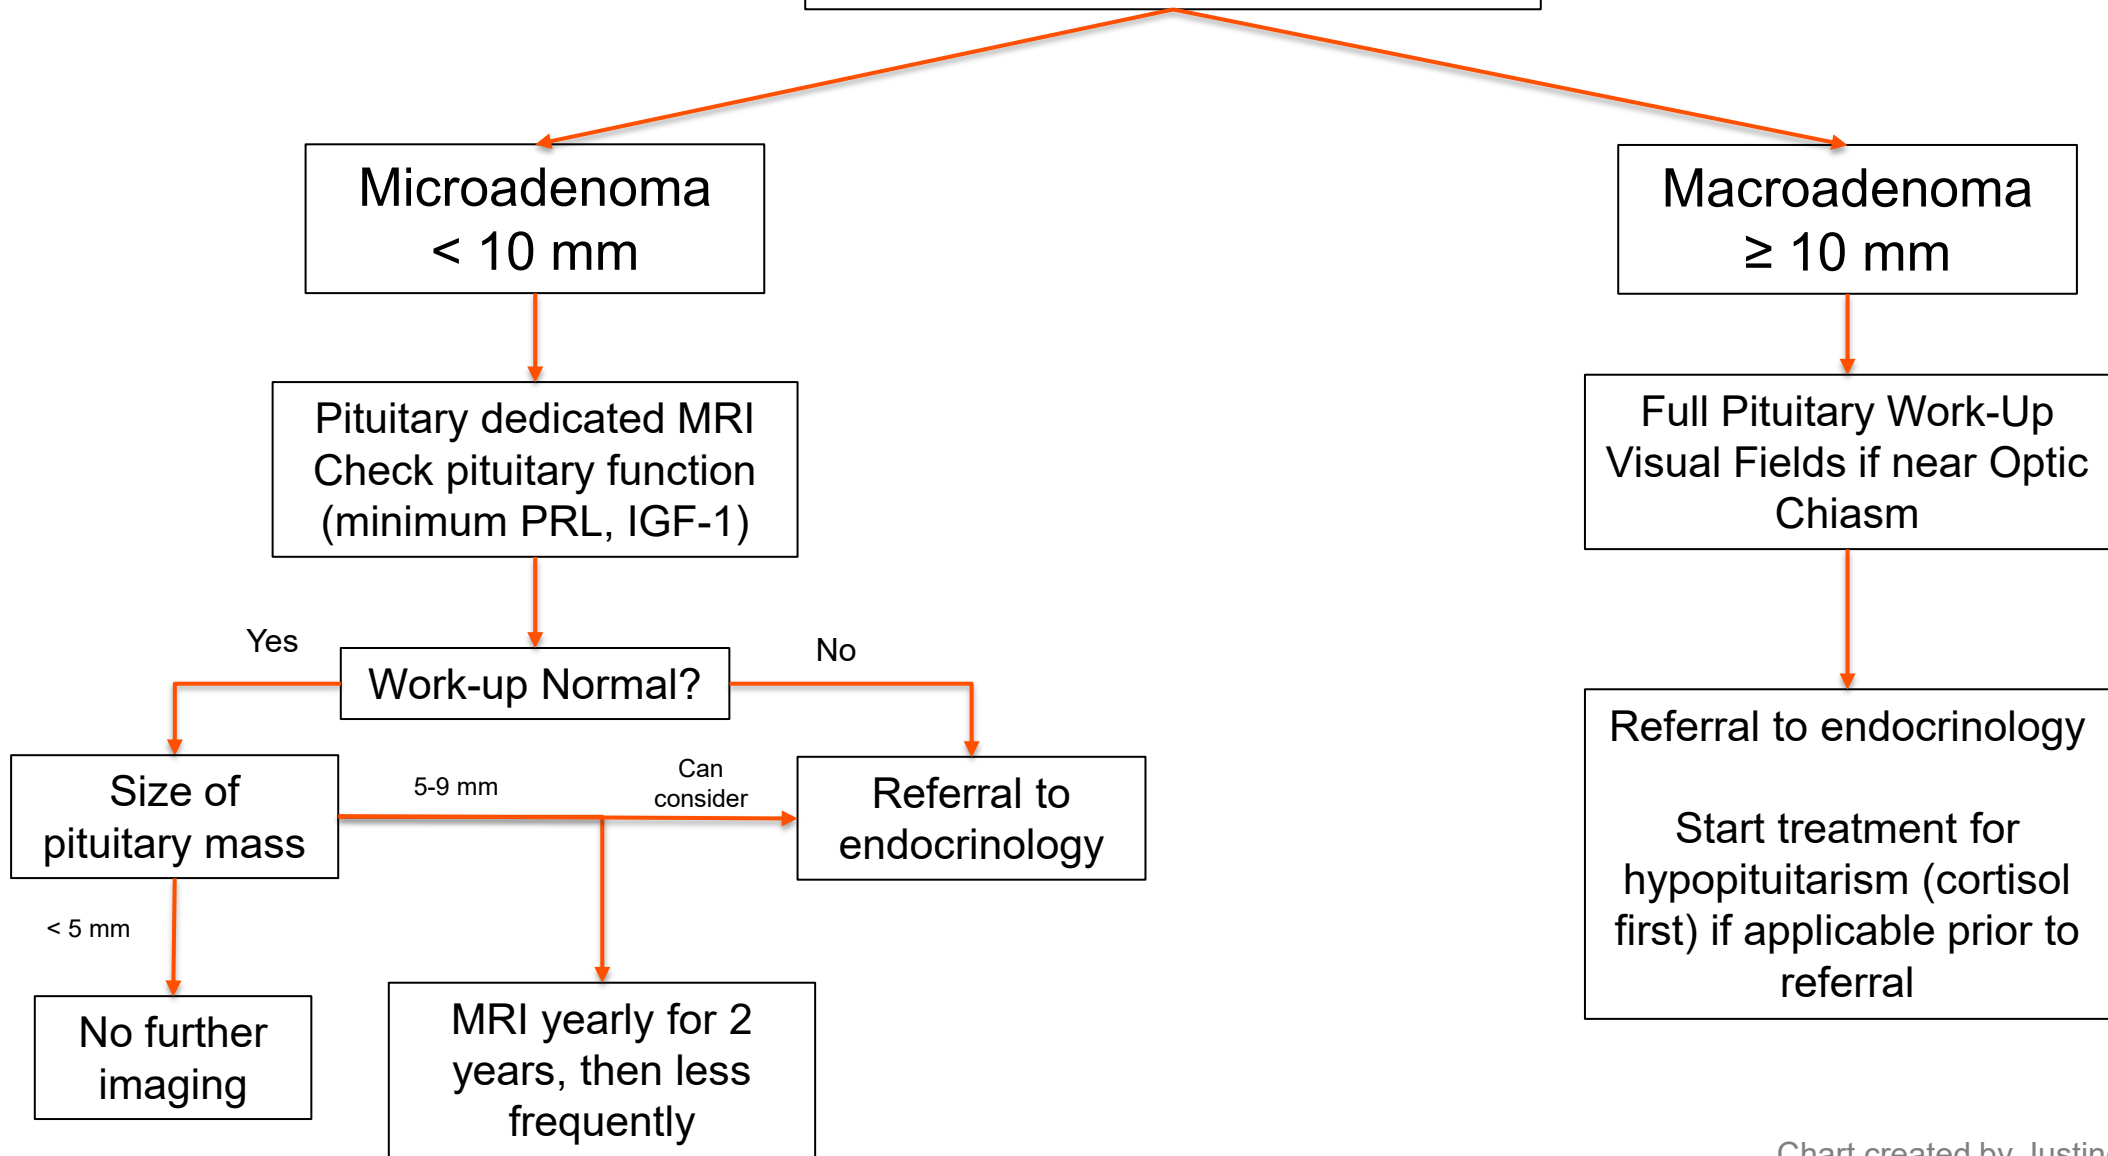 Microadenoma
< 10 mm
Macroadenoma
≥ 10 mm
Pituitary dedicated MRI
Check pituitary function
(minimum PRL, IGF-1)
Full Pituitary Work-Up
Visual Fields if near Optic
Chiasm
Yes
Work-up Normal?
No
Size of
pituitary mass
5-9 mm
Can
consider
Referral to
endocrinology
Referral to endocrinology
Start treatment for
hypopituitarism (cortisol
first) if applicable prior to
referral
< 5 mm
No further
imaging
MRI yearly for 2
years, then less
frequently
Chart created by